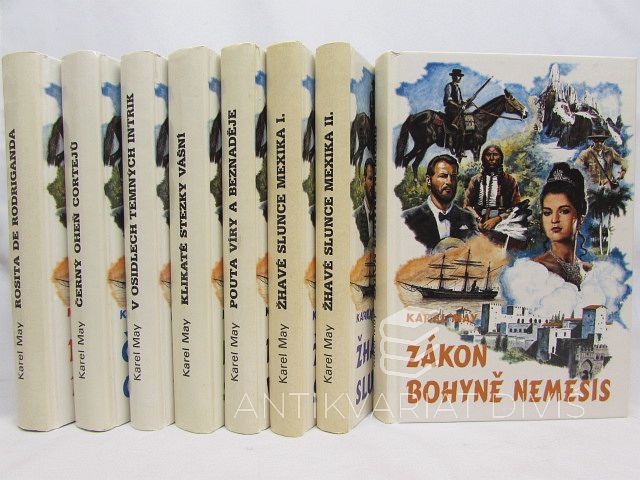 Karel May ROSITA DE RODRIGANDA
Karel May ČERNÝ OHEŇ CORTEJŮ
Karel May V OSIDLECH TEMNÝCH INTRIK
Karel May KLIKATÉ STEZKY VÁŠNÍ
Karel May POUTA VÍRY A BEZNADĚJE
Karel May ŽHAVÉ SLUNCE MEXIKA I.
Karel May ŽHAVÉ SLUNCE MEXIKA II.
KAREL MAY
ZÁKON
BOHYNĚ NEMESIS
ANTIKVARIÁT DIVIŠ